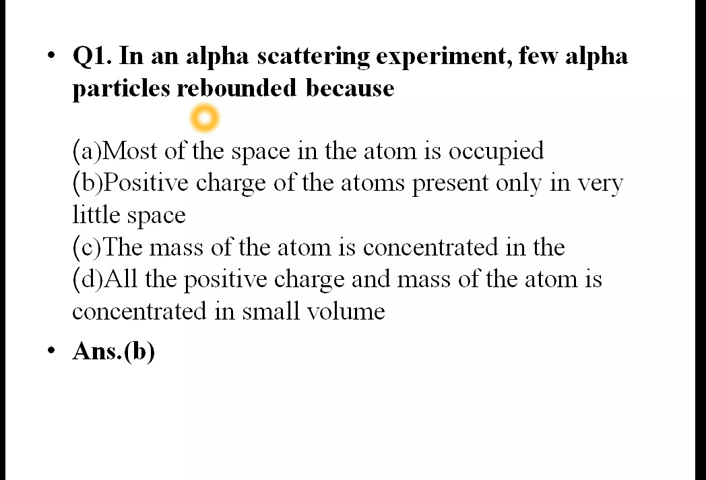 • Q1. In an alpha scattering experiment, few alpha
particles rebounded because
(a)Most of the space in the atom is occupied
(b)Positive charge of the atoms present only in very
little space
(c)The mass of the atom is concentrated in the
(d)All the positive charge and mass of the atom is
concentrated in small volume
• Ans.(b)